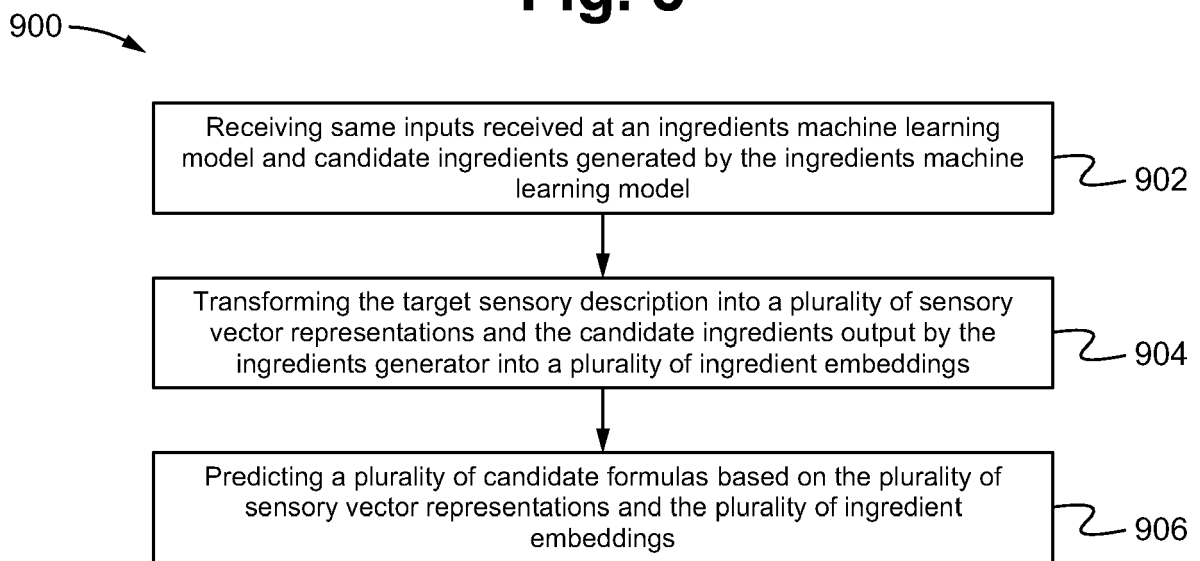 Fig.
900
Receiving same inputs received at an ingredients machine learning
model and candidate ingredients generated by the ingredients machine
learning model
902
Transforming the target sensory description into a plurality of sensory
vector representations and the candidate ingredients output by the
ingredients generator into a plurality of ingredient embeddings
904
Predicting a plurality of candidate formulas based on the plurality of
sensory vector representations and the plurality of ingredient
embeddings
906